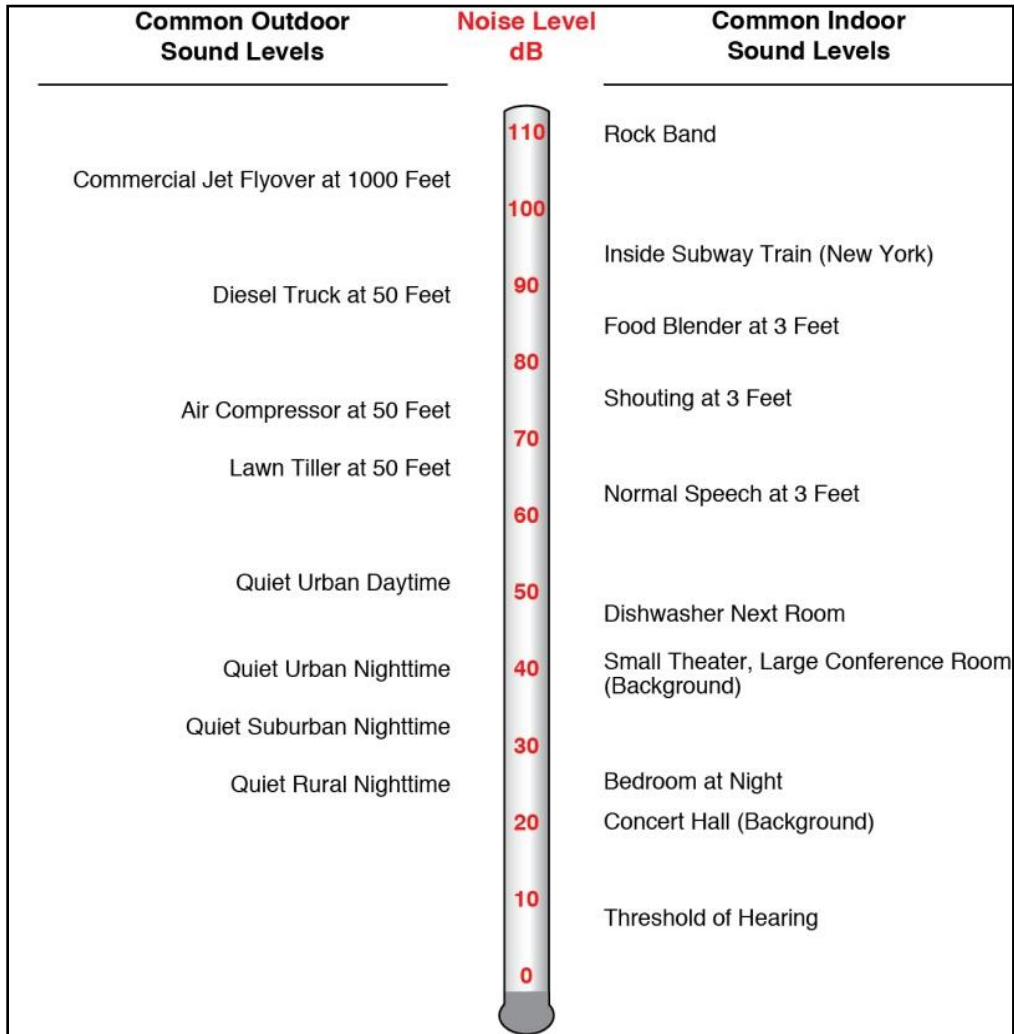 Common Outdoor
Sound Levels
Noise Level
dB
Common Indoor
Sound Levels
110
Rock Band
Commercial Jet Flyover at 1000 Feet
100
Inside Subway Train (New York)
90
Diesel Truck at 50 Feet
Food Blender at 3 Feet
80
Shouting at 3 Feet
Air Compressor at 50 Feet
70
Lawn Tiller at 50 Feet
Normal Speech at 3 Feet
60
Quiet Urban Daytime
50
Dishwasher Next Room
Quiet Urban Nighttime
40
Small Theater, Large Conference Room
(Background)
Quiet Suburban Nighttime
30
Quiet Rural Nighttime
Bedroom at Night
20
Concert Hall (Background)
10
Threshold of Hearing
0